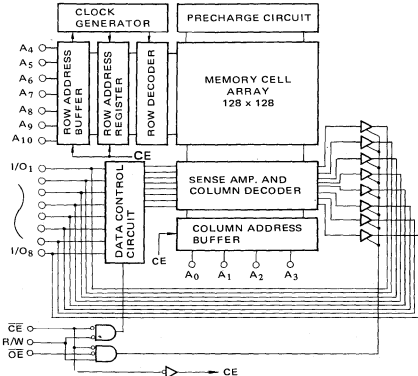 CLOCK GENERATOR
PRECHARGE CIRCUIT
A4
A5
A6
A7
A8
A9
A10
ROW ADDRESS BUFFER
ROW ADDRESS REGISTER
ROW DECODER
MEMORY CELL
ARRAY
128 × 128
CE
I/O1
I/O8
DATA CONTROL CIRCUIT
SENSE AMP. AND
COLUMN DECODER
COLUMN ADDRESS
BUFFER
CE
A0 A1 A2 A3
C̅E̅
R/W
O̅E̅
CE